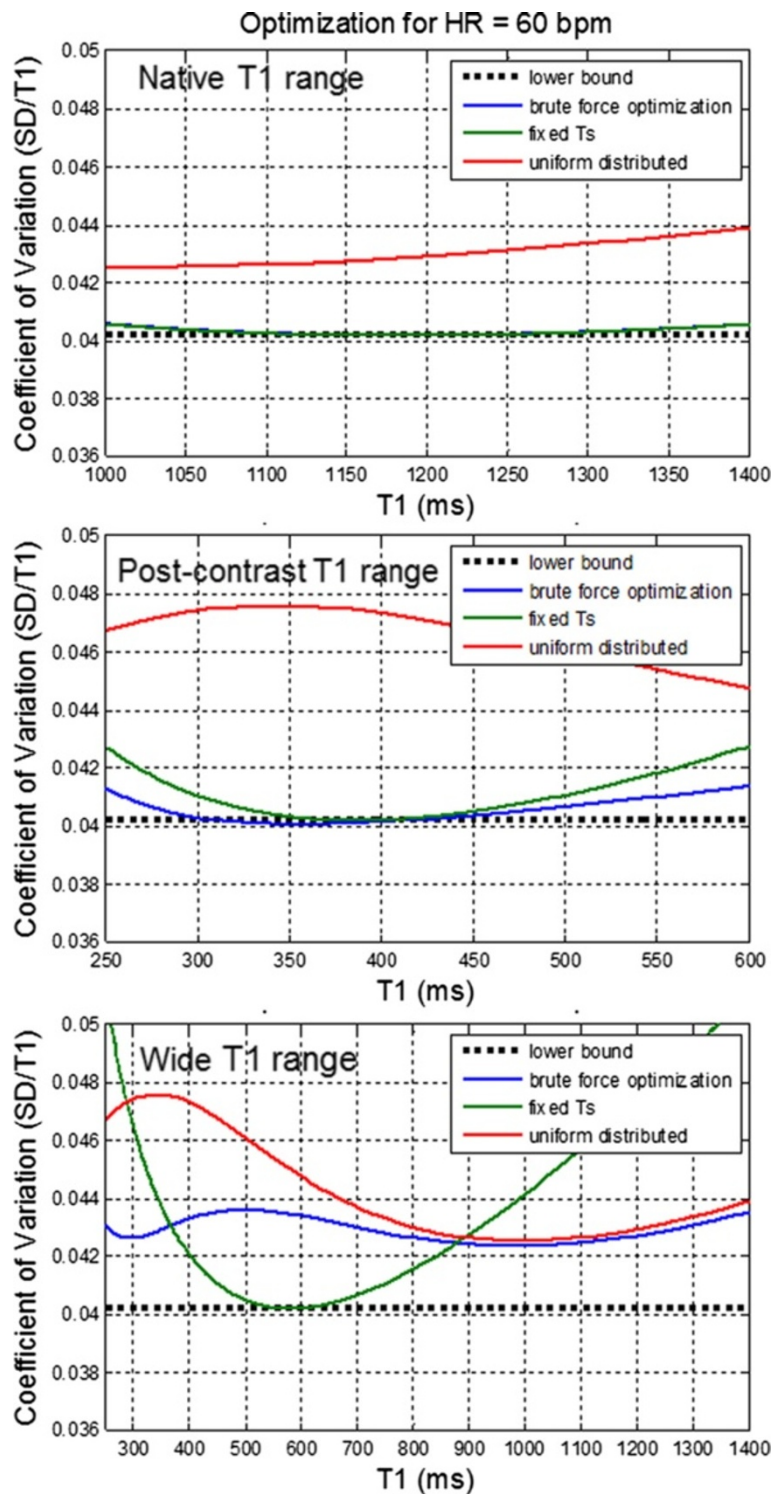 Optimization for HR = 60 bpm
Coefficient of Variation (SD/T1)
Native T1 range
lower bound
brute force optimization
fixed Ts
uniform distributed
0.05
0.048
0.046
0.044
0.042
0.04
0.038
0.036
1000 1050 1100 1150 1200 1250 1300 1350 1400
T1 (ms)
Coefficient of Variation (SD/T1)
Post-contrast T1 range
lower bound
brute force optimization
fixed Ts
uniform distributed
0.05
0.048
0.046
0.044
0.042
0.04
0.038
0.036
250 300 350 400 450 500 550 600
T1 (ms)
Coefficient of Variation (SD/T1)
Wide T1 range
lower bound
brute force optimization
fixed Ts
uniform distributed
0.05
0.048
0.046
0.044
0.042
0.04
0.038
0.036
300 400 500 600 700 800 900 1000 1100 1200 1300 1400
T1 (ms)